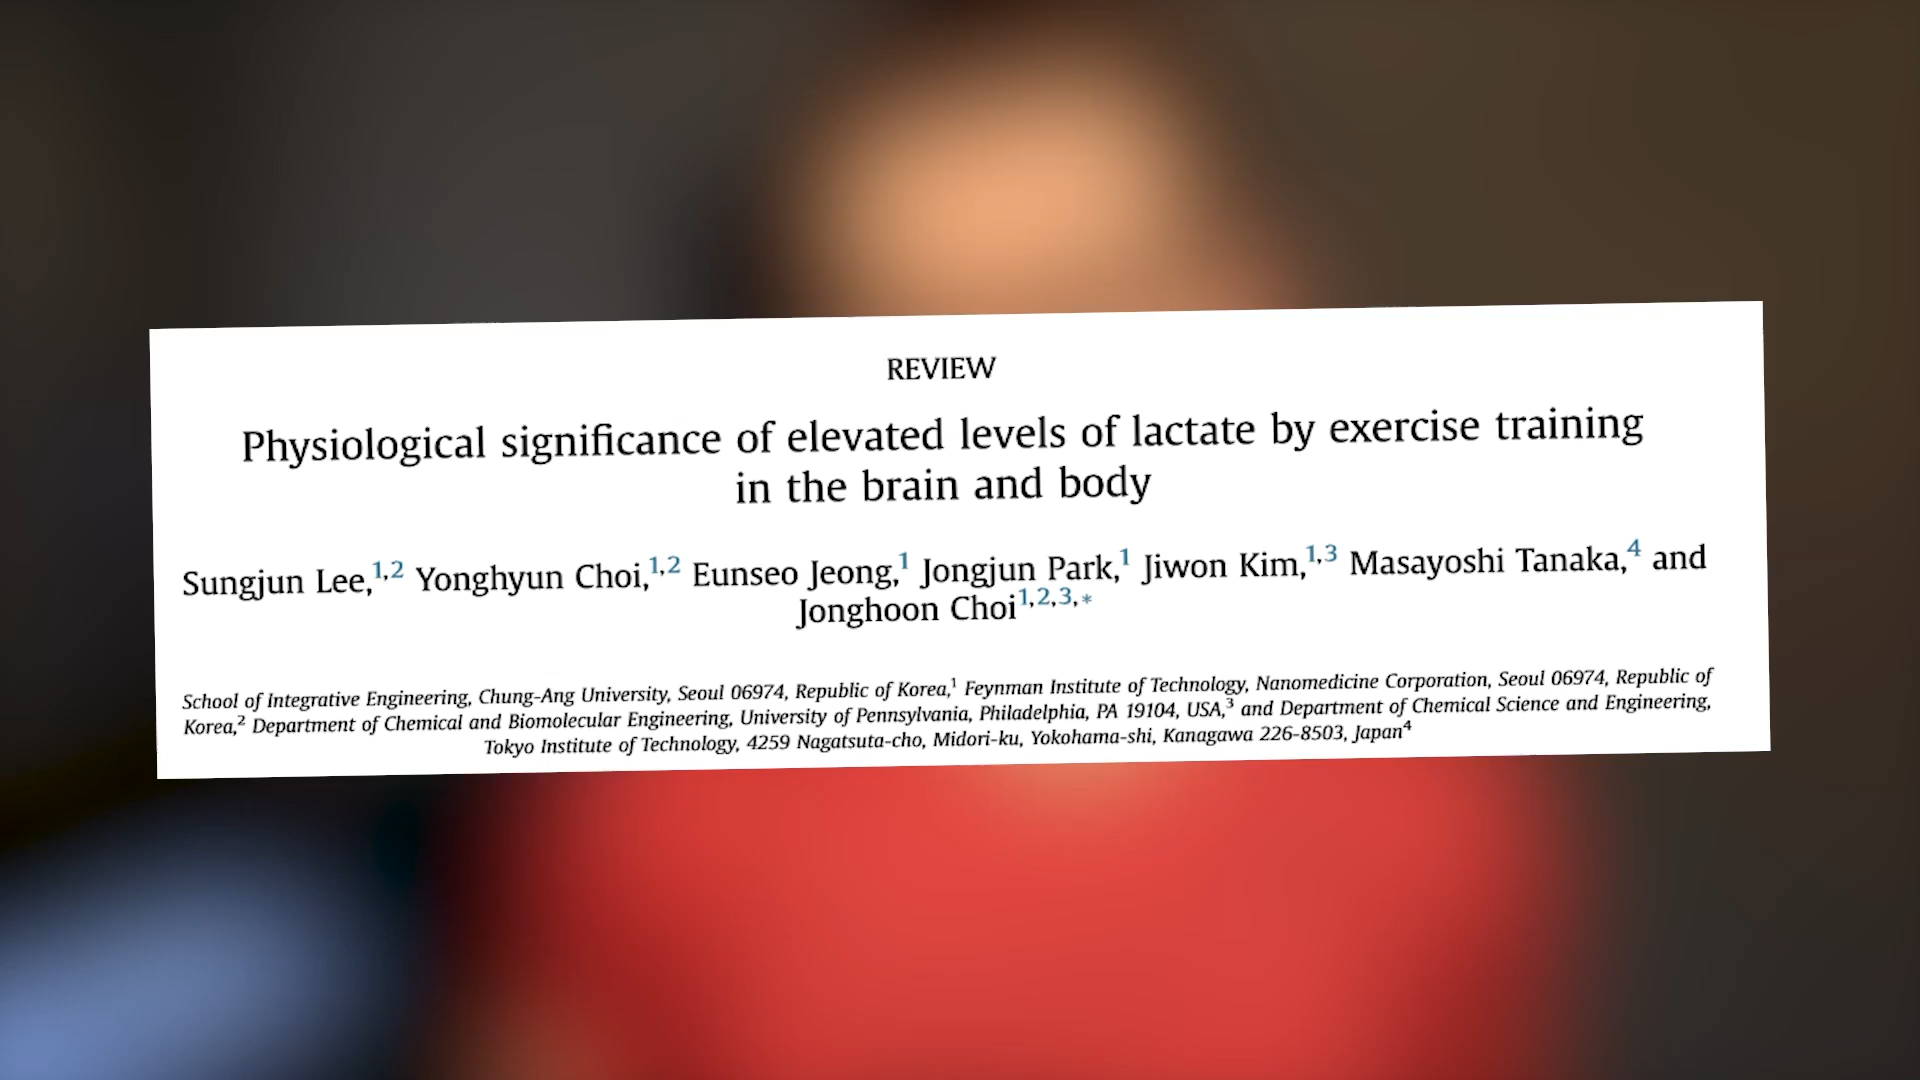 REVIEW
Physiological significance of elevated levels of lactate by exercise training
in the brain and body
Sungjun Lee,1,2 Yonghyun Choi,1,2 Eunseo Jeong,1 Jongjun Park,1 Jiwon Kim,1,3 Masayoshi Tanaka,4 and
Jonghoon Choi1,2,3,*
School of Integrative Engineering, Chung-Ang University, Seoul 06974, Republic of Korea,1 Feynman Institute of Technology, Nanomedicine Corporation, Seoul 06974, Republic of
Korea,2 Department of Chemical and Biomolecular Engineering, University of Pennsylvania, Philadelphia, PA 19104, USA,3 and Department of Chemical Science and Engineering,
Tokyo Institute of Technology, 4259 Nagatsuta-cho, Midori-ku, Yokohama-shi, Kanagawa 226-8503, Japan4